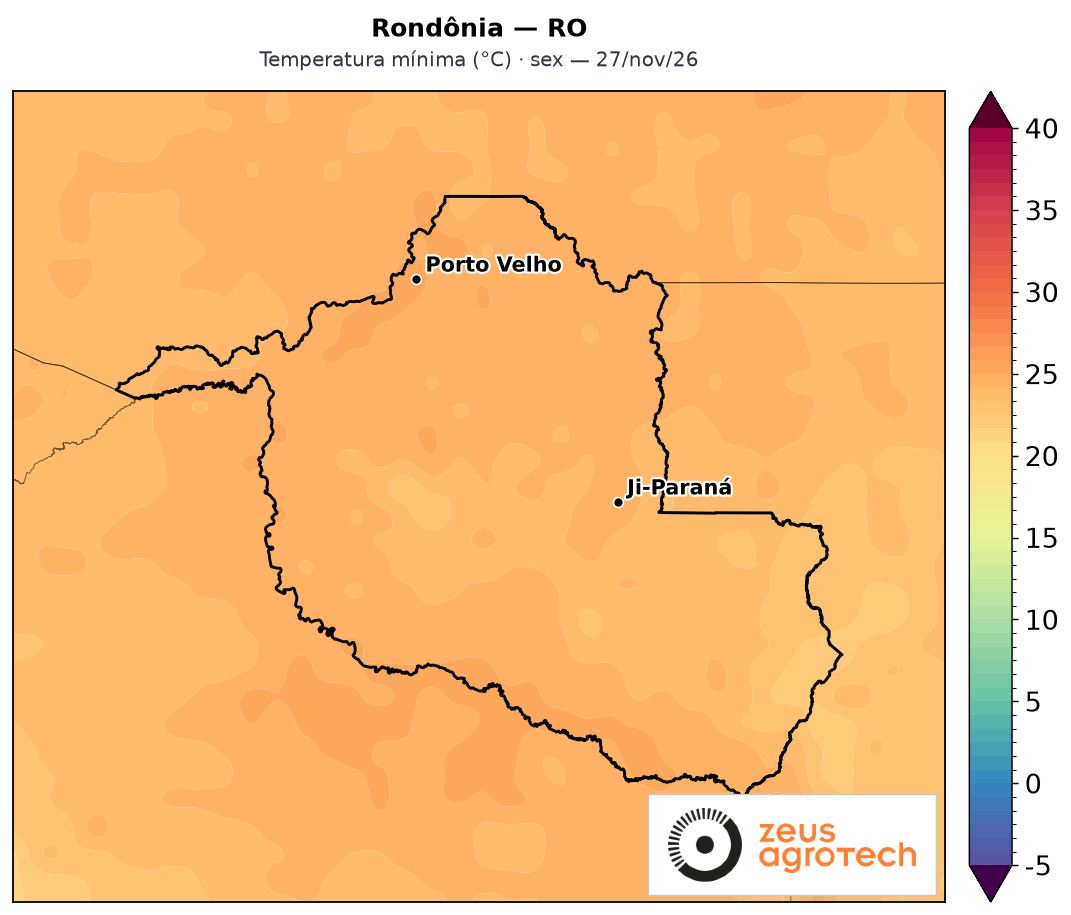 Rondônia — RO
Temperatura mínima (°C) · sex — 27/nov/26
Porto Velho
Ji-Paraná
40
35
30
25
20
15
10
5
0
-5
zeus
agrotech